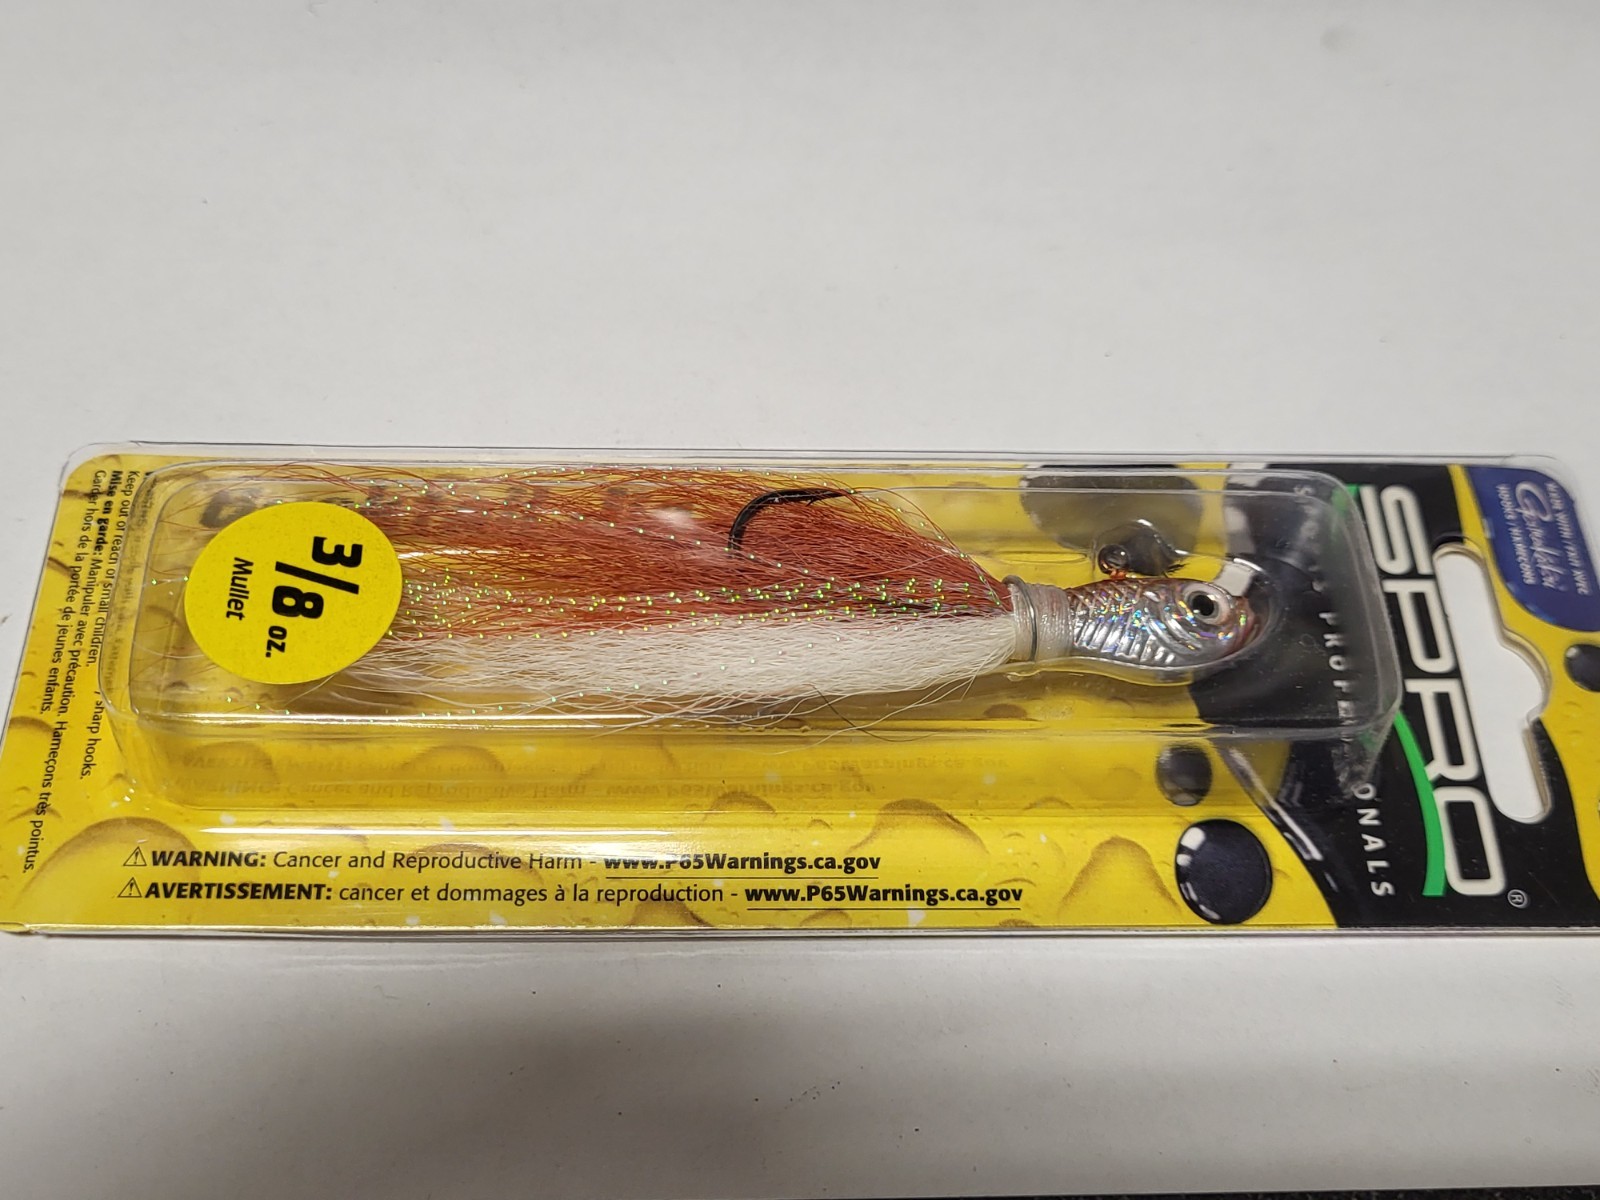 3/8 oz.
Mullet
Keep out of reach of small children.
sharp hooks.
Mise en garde: Manipuler avec précaution. Hameçons très pointus.
Garder hors de la portée de jeunes enfants.
WARNING: Cancer and Reproductive Harm - www.P65Warnings.ca.gov
AVERTISSEMENT: cancer et dommages à la reproduction - www.P65Warnings.ca.gov
SPRO®